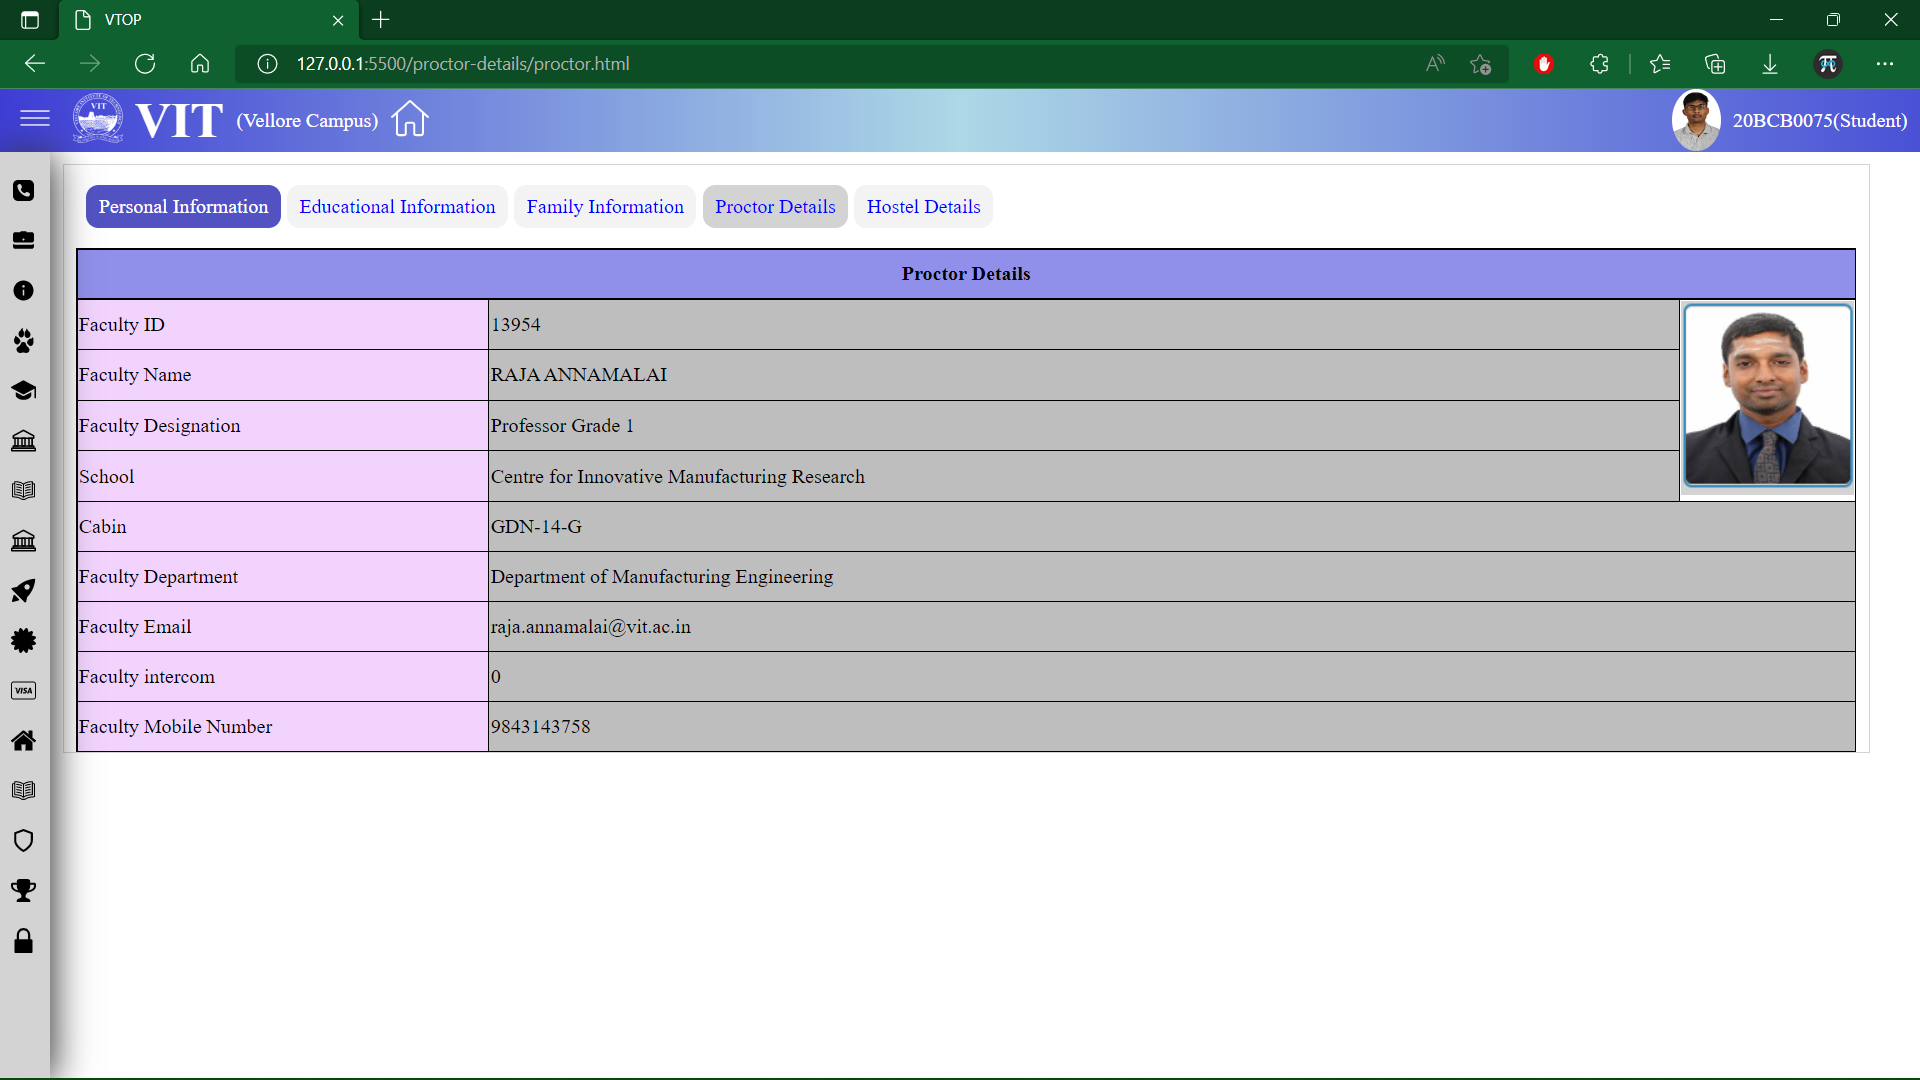 VTOP
127.0.0.1:5500/proctor-details/proctor.html
VIT VIT (Vellore Campus) 20BCB0075(Student)
Personal Information Educational Information Family Information Proctor Details Hostel Details
Proctor Details
Faculty ID 13954
Faculty Name RAJA ANNAMALAI
Faculty Designation Professor Grade 1
School Centre for Innovative Manufacturing Research
Cabin GDN-14-G
Faculty Department Department of Manufacturing Engineering
Faculty Email raja.annamalai@vit.ac.in
Faculty intercom 0
VISA
Faculty Mobile Number 9843143758